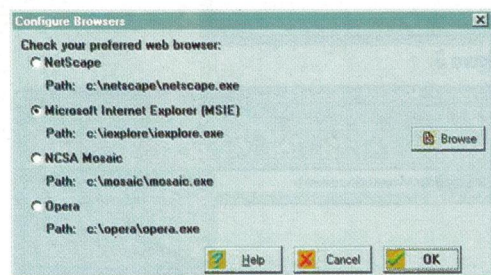 Configure Browsers
Check your preferred web browser:
NetScape
Path: c:\netscape\netscape.exe
Microsoft Internet Explorer (MSIE)
Path: c:\iexplore\iexplore.exe
Browse
NCSA Mosaic
Path: c:\mosaic\mosaic.exe
Opera
Path: c:\opera\opera.exe
Help
Cancel
OK